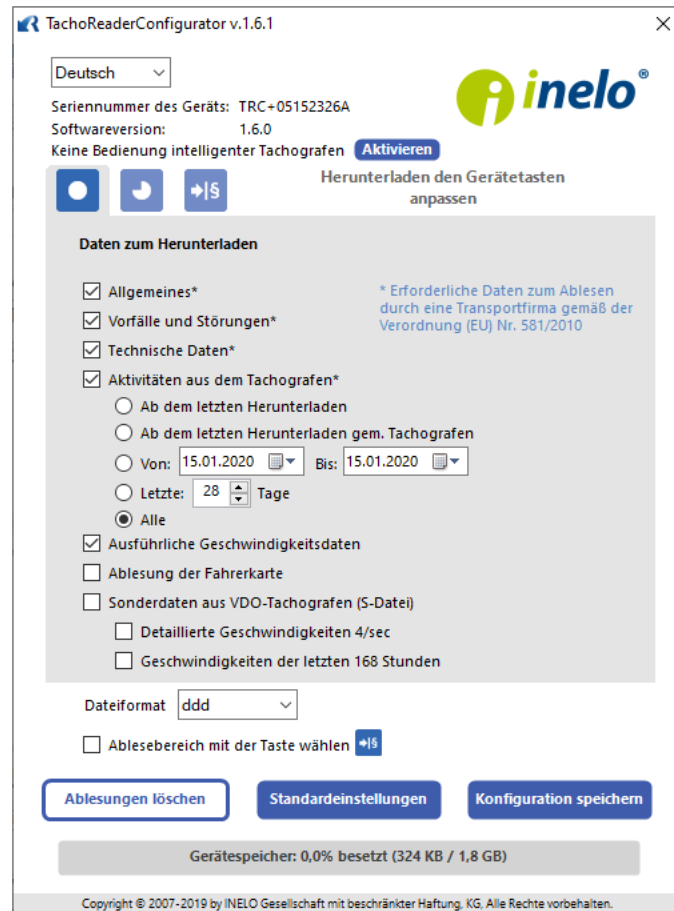 TachoReaderConfigurator v.1.6.1
Deutsch
inelo®
Seriennummer des Geräts: TRC+05152326A
Softwareversion: 1.6.0
Keine Bedienung intelligenter Tachografen Aktivieren
→|§
Herunterladen den Gerätetasten
anpassen
Daten zum Herunterladen
Allgemeines*
Vorfälle und Störungen*
Technische Daten*
* Erforderliche Daten zum Ablesen
durch eine Transportfirma gemäß der
Verordnung (EU) Nr. 581/2010
Aktivitäten aus dem Tachografen*
Ab dem letzten Herunterladen
Ab dem letzten Herunterladen gem. Tachografen
Von: 15.01.2020 Bis: 15.01.2020
Letzte: 28 Tage
Alle
Ausführliche Geschwindigkeitsdaten
Ablesung der Fahrerkarte
Sonderdaten aus VDO-Tachografen (S-Datei)
Detaillierte Geschwindigkeiten 4/sec
Geschwindigkeiten der letzten 168 Stunden
Dateiformat ddd
Ablesebereich mit der Taste wählen →|§
Ablesungen löschen Standardeinstellungen Konfiguration speichern
Gerätespeicher: 0,0% besetzt (324 KB / 1,8 GB)
Copyright © 2007-2019 by INELO Gesellschaft mit beschränkter Haftung, KG, Alle Rechte vorbehalten.